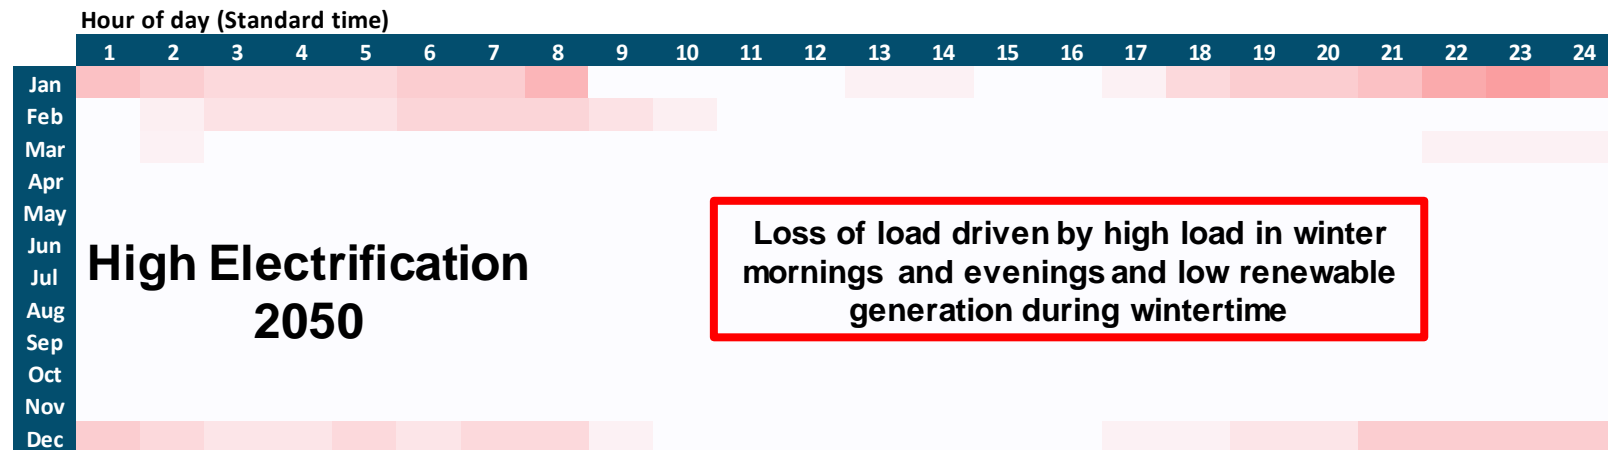 Hour of day (Standard time)
1 2 3 4 5 6 7 8 9 10 11 12 13 14 15 16 17 18 19 20 21 22 23 24
Jan
Feb
Mar
Apr
May
Jun
Jul
Aug
Sep
Oct
Nov
Dec
High Electrification
2050
Loss of load driven by high load in winter
mornings and evenings and low renewable
generation during wintertime